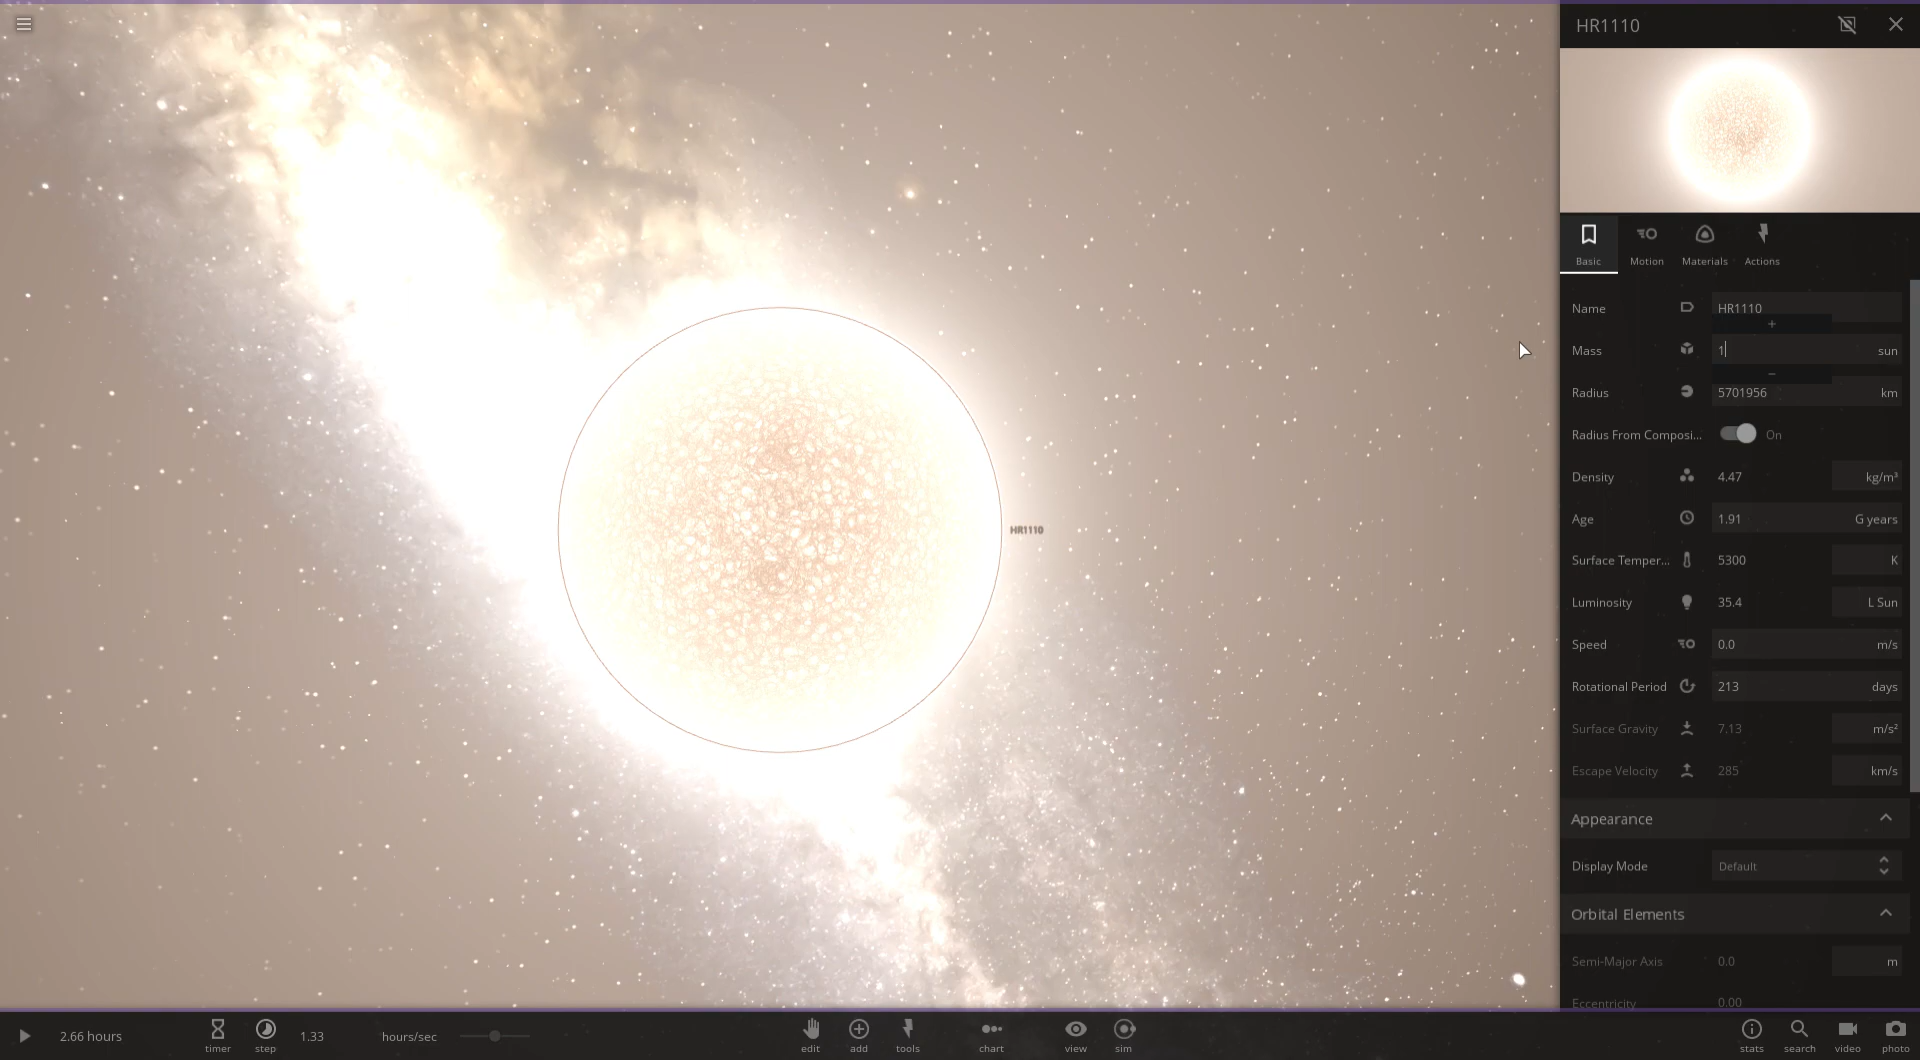 HR1110
Basic
Motion
Materials
Actions
Name HR1110
+
Mass 1 sun
−
Radius 5701956 km
Radius From Composi... On
Density 4.47 kg/m³
Age 1.91 G years
Surface Temper... 5300 K
Luminosity 35.4 L Sun
Speed 0.0 m/s
Rotational Period 213 days
Surface Gravity 7.13 m/s²
Escape Velocity 285 km/s
Appearance
Display Mode Default
Orbital Elements
Semi-Major Axis 0.0 m
Eccentricity 0.00
HR1110
2.66 hours
timer
step
1.33 hours/sec
edit
add
tools
chart
view
sim
stats
search
video
photo